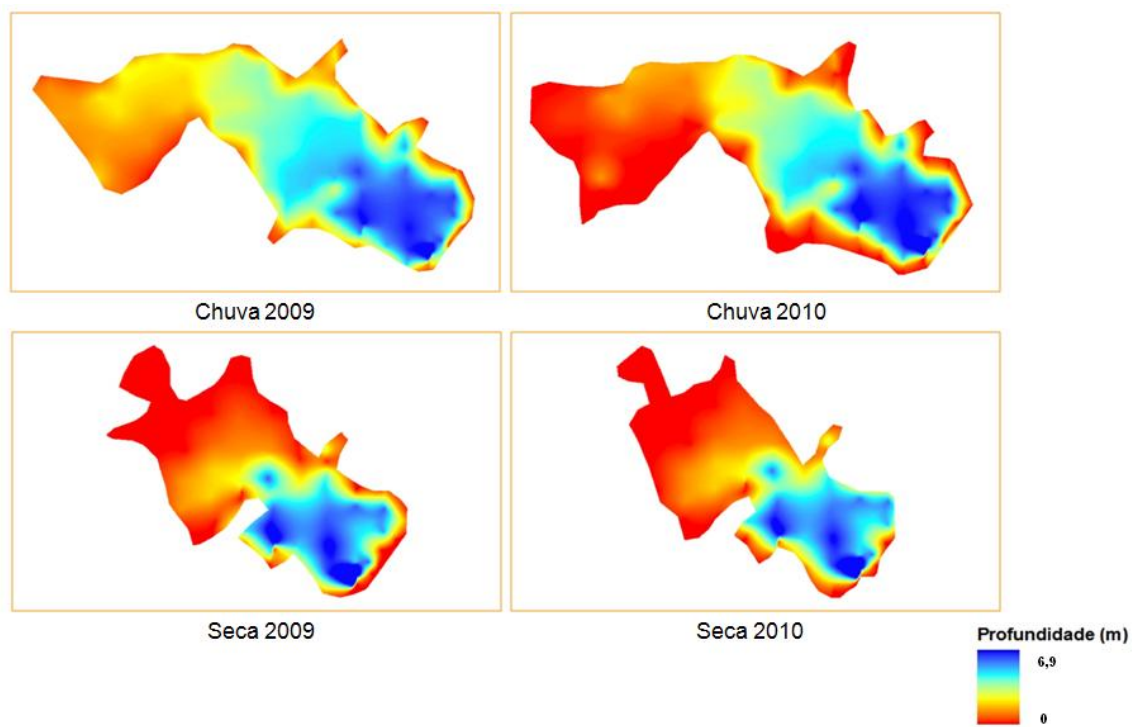 Chuva 2009
Chuva 2010
Seca 2009
Seca 2010
Profundidade (m)
6,9
0